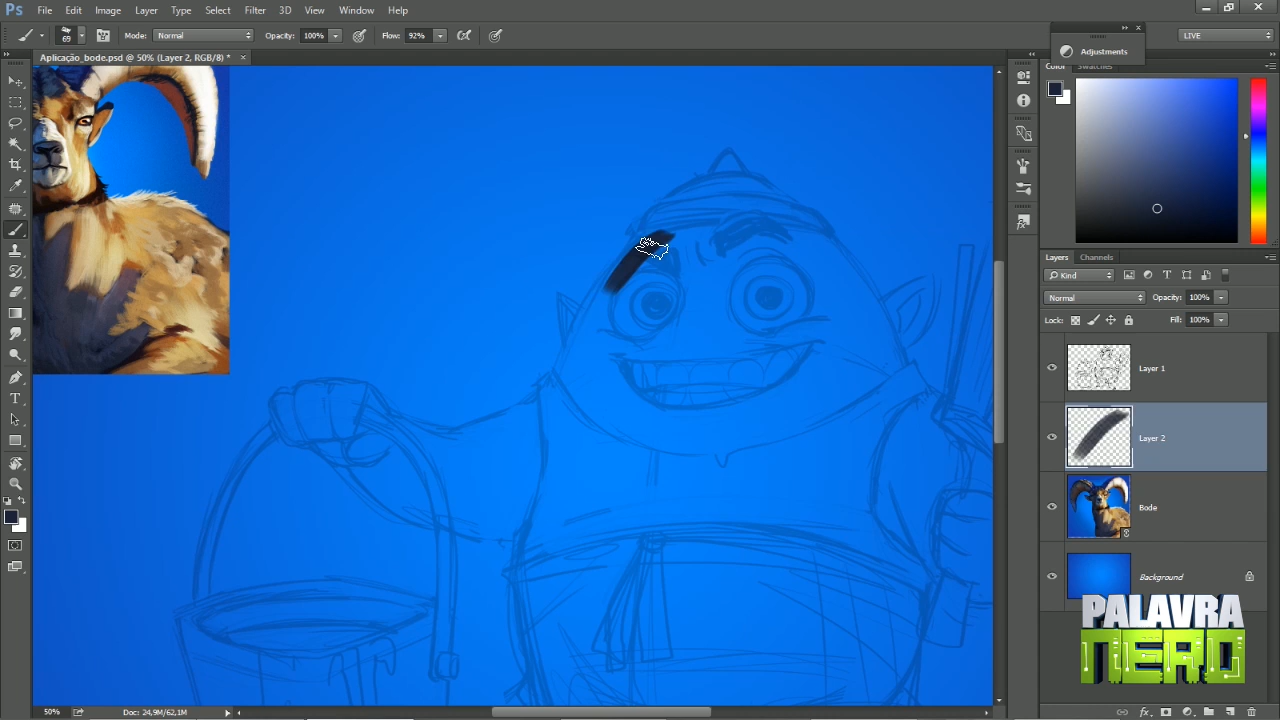 Ps File Edit Image Layer Type Select Filter 3D View Window Help
69 Mode: Normal Opacity: 100% Flow: 92% LIVE
Adjustments
Aplicação_bode.psd @ 50% (Layer 2, RGB/8) * ×
Color Swatches
Layers Channels
Kind
Normal Opacity: 100%
Lock: Fill: 100%
Layer 1
Layer 2
Bode
Background
PALAVRA
NERD
50% Doc: 24,9M/62,1M